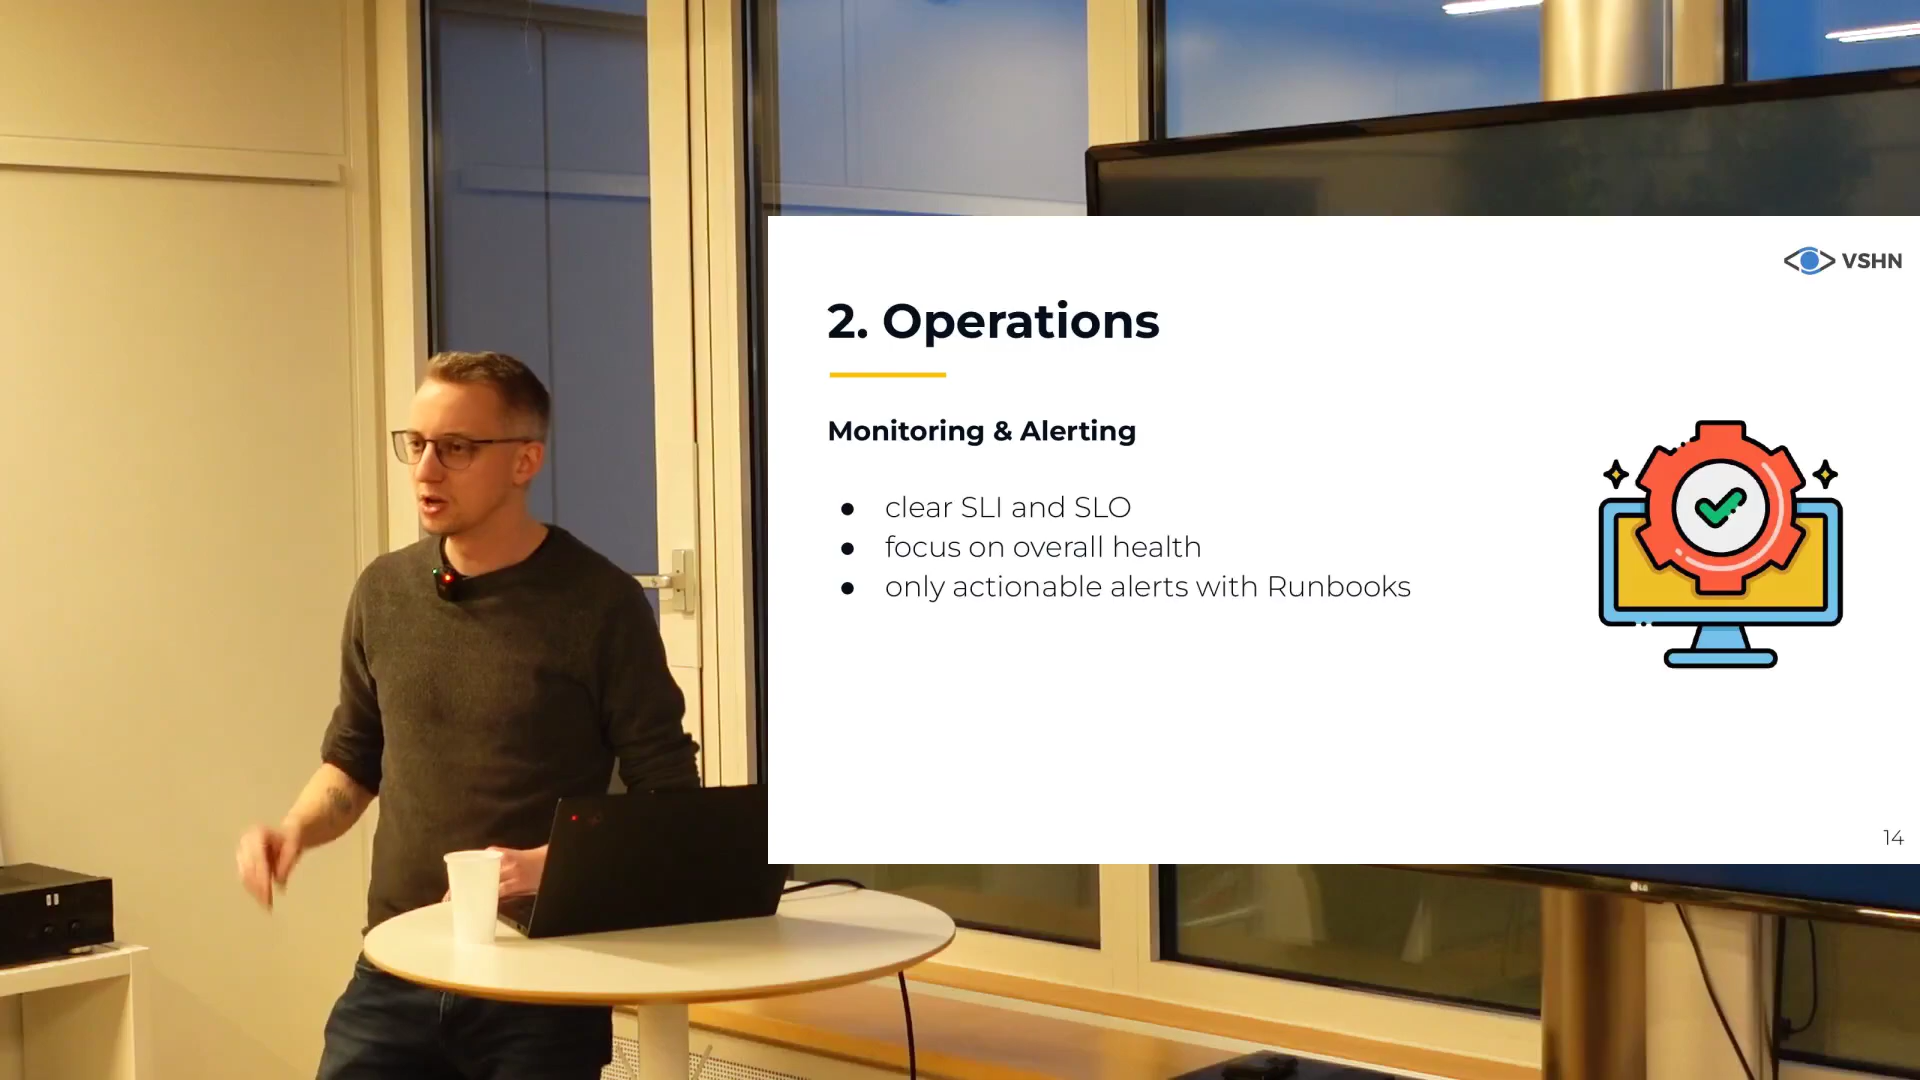 VSHN
2. Operations
Monitoring & Alerting
● clear SLI and SLO
● focus on overall health
● only actionable alerts with Runbooks
14
LG